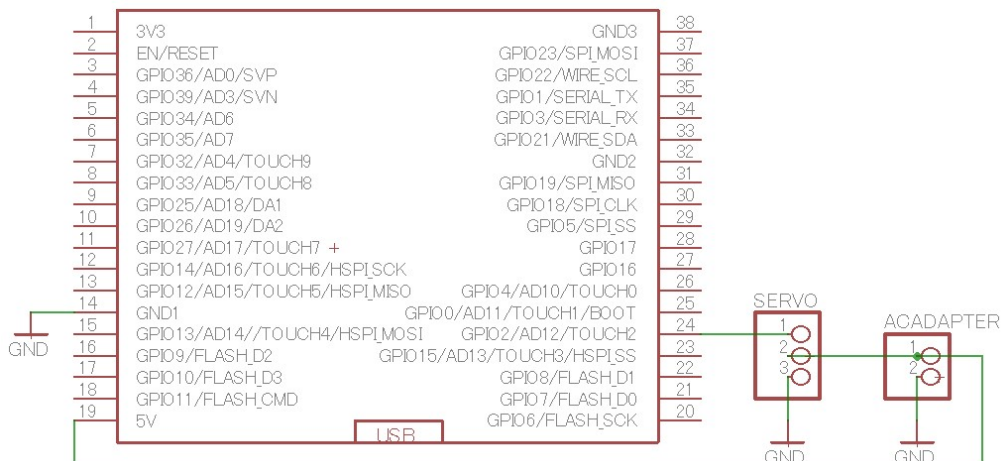 1 3V3
2 EN/RESET
3 GPIO36/AD0/SVP
4 GPIO39/AD3/SVN
5 GPIO34/AD6
6 GPIO35/AD7
7 GPIO32/AD4/TOUCH9
8 GPIO33/AD5/TOUCH8
9 GPIO25/AD18/DA1
10 GPIO26/AD19/DA2
11 GPIO27/AD17/TOUCH7
12 GPIO14/AD16/TOUCH6/HSPI_SCK
13 GPIO12/AD15/TOUCH5/HSPI_MISO
14 GND1
15 GPIO13/AD14//TOUCH4/HSPI_MOSI
16 GPIO9/FLASH_D2
17 GPIO10/FLASH_D3
18 GPIO11/FLASH_CMD
19 5V
GND
USB
GND3 38
GPIO23/SPI_MOSI 37
GPIO22/WIRE_SCL 36
GPIO1/SERIAL_TX 35
GPIO3/SERIAL_RX 34
GPIO21/WIRE_SDA 33
GND2 32
GPIO19/SPI_MISO 31
GPIO18/SPI_CLK 30
GPIO5/SPI_SS 29
GPIO17 28
GPIO16 27
GPIO4/AD10/TOUCH0 26
GPIO0/AD11/TOUCH1/BOOT 25
GPIO2/AD12/TOUCH2 24
GPIO15/AD13/TOUCH3/HSPI_SS 23
GPIO8/FLASH_D1 22
GPIO7/FLASH_D0 21
GPIO6/FLASH_SCK 20
SERVO
1
2
3
GND
ACADAPTER
1
2
GND